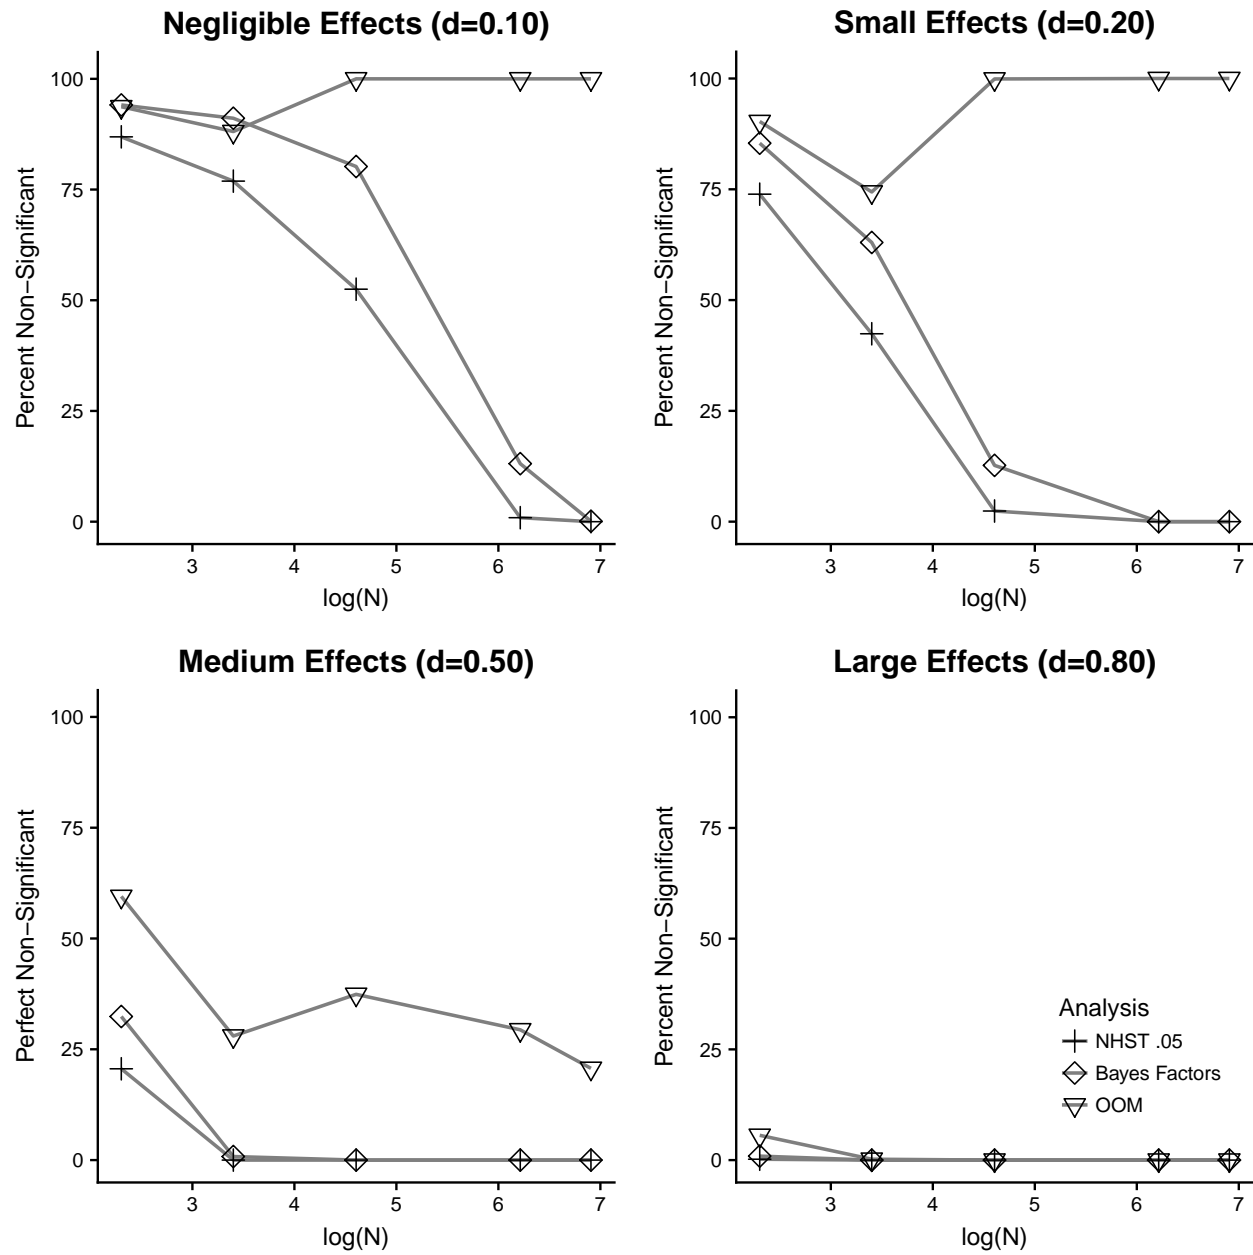 Negligible Effects (d=0.10)
Percent Non−Significant
100
75
50
25
0
3 4 5 6 7
log(N)
Small Effects (d=0.20)
Percent Non−Significant
100
75
50
25
0
3 4 5 6 7
log(N)
Medium Effects (d=0.50)
Perfect Non−Significant
100
75
50
25
0
3 4 5 6 7
log(N)
Large Effects (d=0.80)
Percent Non−Significant
100
75
50
25
0
Analysis
NHST .05
Bayes Factors
OOM
3 4 5 6 7
log(N)